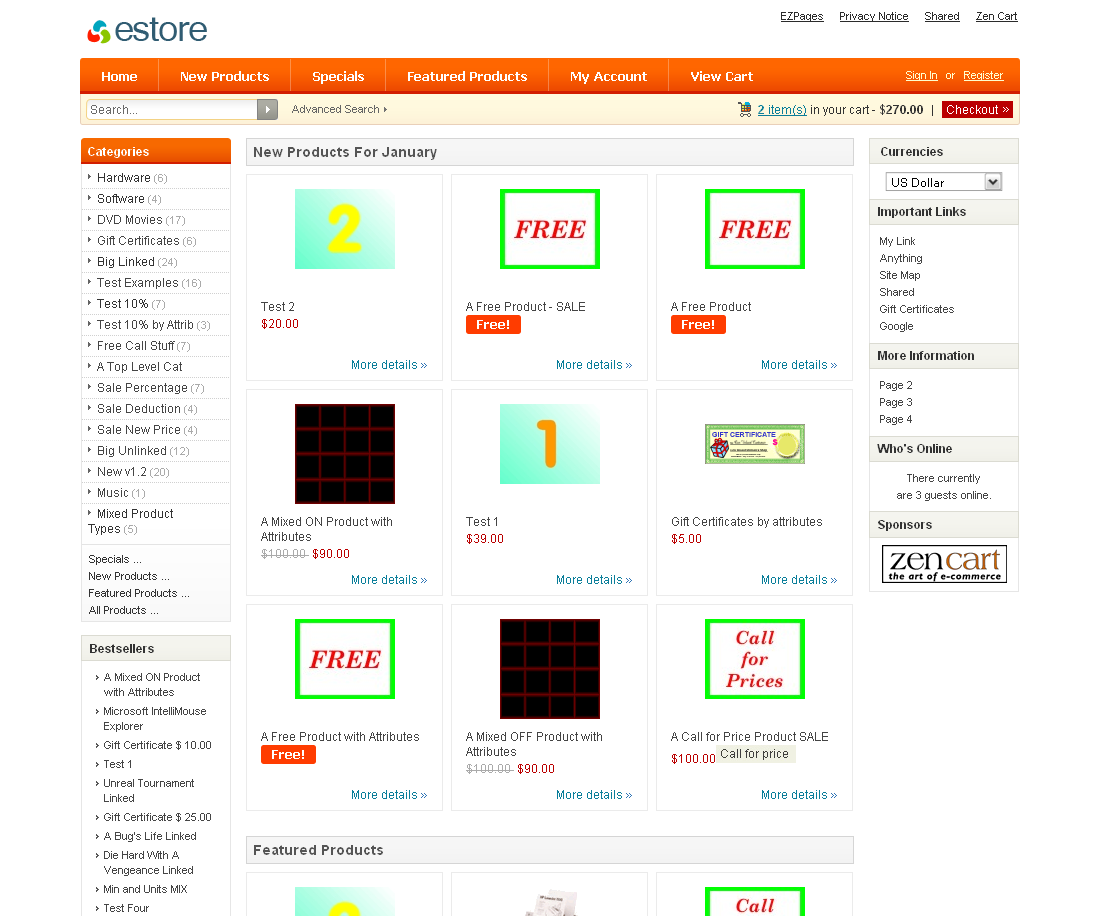 estore
EZPages Privacy Notice Shared Zen Cart
Home New Products Specials Featured Products My Account View Cart Sign In or Register
Search... Advanced Search 2 item(s) in your cart - $270.00 | Checkout »
Categories
Hardware (6)
Software (4)
DVD Movies (17)
Gift Certificates (6)
Big Linked (24)
Test Examples (16)
Test 10% (7)
Test 10% by Attrib (3)
Free Call Stuff (7)
A Top Level Cat
Sale Percentage (7)
Sale Deduction (4)
Sale New Price (4)
Big Unlinked (12)
New v1.2 (20)
Music (1)
Mixed Product
Types (5)
Specials ...
New Products ...
Featured Products ...
All Products ...
Bestsellers
A Mixed ON Product
with Attributes
Microsoft IntelliMouse
Explorer
Gift Certificate $ 10.00
Test 1
Unreal Tournament
Linked
Gift Certificate $ 25.00
A Bug's Life Linked
Die Hard With A
Vengeance Linked
Min and Units MIX
Test Four
New Products For January
2
Test 2
$20.00
More details »
FREE
A Free Product - SALE
Free!
More details »
FREE
A Free Product
Free!
More details »
A Mixed ON Product with
Attributes
$100.00 $90.00
More details »
1
Test 1
$39.00
More details »
GIFT CERTIFICATE
Gift Certificates by attributes
$5.00
More details »
FREE
A Free Product with Attributes
Free!
More details »
A Mixed OFF Product with
Attributes
$100.00 $90.00
More details »
Call
for
Prices
A Call for Price Product SALE
$100.00 Call for price
More details »
Featured Products
2
Call
Currencies
US Dollar
Important Links
My Link
Anything
Site Map
Shared
Gift Certificates
Google
More Information
Page 2
Page 3
Page 4
Who's Online
There currently
are 3 guests online.
Sponsors
zen cart
the art of e-commerce